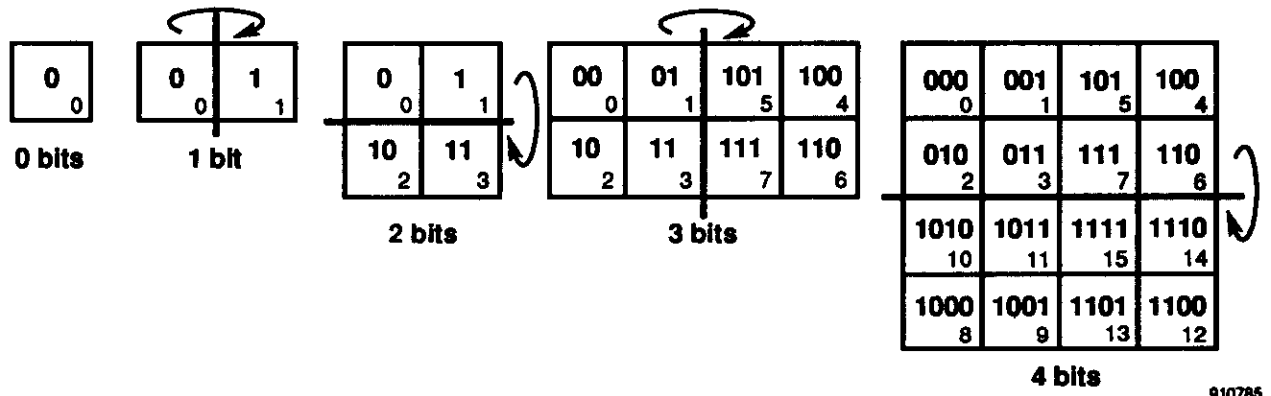 0
0
0 bits
0 1
0 1
1 bit
0 1
0 1
10 11
2 3
2 bits
00 01 101 100
0 1 5 4
10 11 111 110
2 3 7 6
3 bits
000 001 101 100
0 1 5 4
010 011 111 110
2 3 7 6
1010 1011 1111 1110
10 11 15 14
1000 1001 1101 1100
8 9 13 12
4 bits
910785